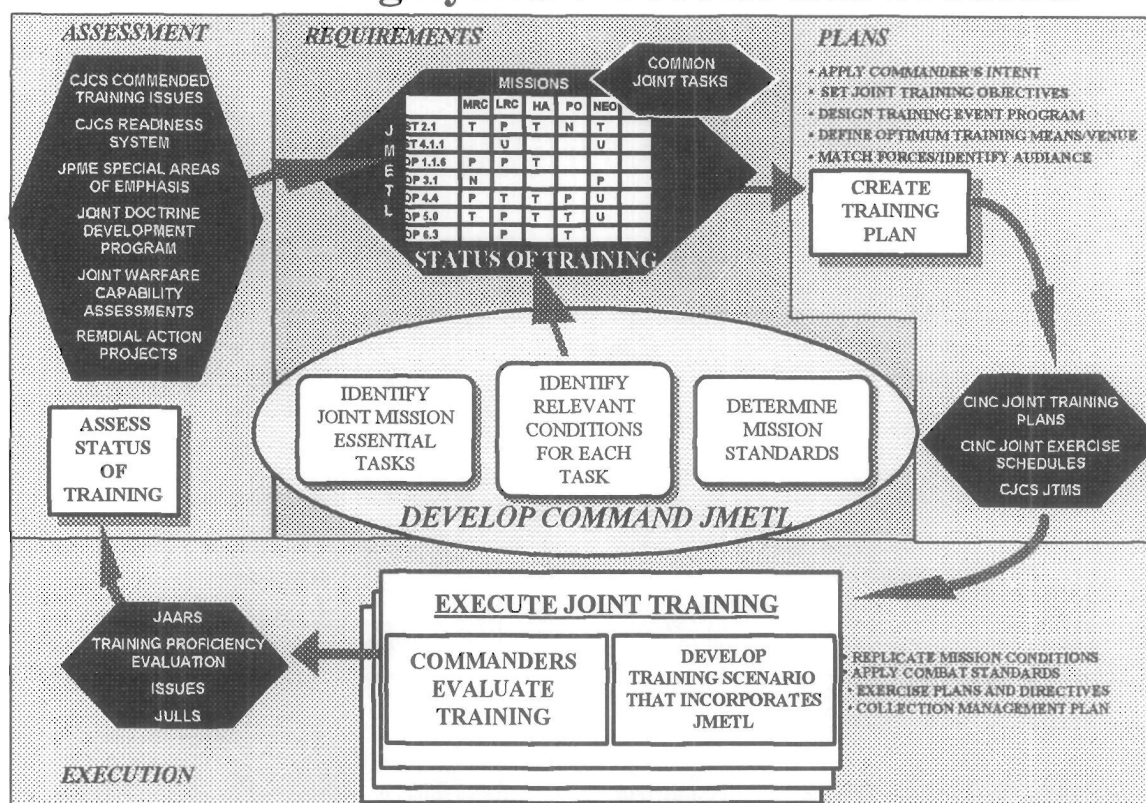 ASSESSMENT
CJCS COMMENDED
TRAINING ISSUES
CJCS READINESS
SYSTEM
JPME SPECIAL AREAS
OF EMPHASIS
JOINT DOCTRINE
DEVELOPMENT
PROGRAM
JOINT WARFARE
CAPABILITY
ASSESSMENTS
REMDIAL ACTION
PROJECTS
ASSESS
STATUS
OF
TRAINING
REQUIREMENTS
COMMON
JOINT TASKS
MISSIONS
JMETL
MRC LRC HA PO NEO
ST 2.1 T P T N T
ST 4.1.1 U U
OP 1.1.6 P P T
OP 3.1 N P
OP 4.4 P T T P U
OP 5.0 T P T T U
OP 6.3 P T
STATUS OF TRAINING
IDENTIFY
JOINT MISSION
ESSENTIAL
TASKS
IDENTIFY
RELEVANT
CONDITIONS
FOR EACH
TASK
DETERMINE
MISSION
STANDARDS
DEVELOP COMMAND JMETL
PLANS
• APPLY COMMANDER'S INTENT
• SET JOINT TRAINING OBJECTIVES
• DESIGN TRAINING EVENT PROGRAM
• DEFINE OPTIMUM TRAINING MEANS/VENUE
• MATCH FORCES/IDENTIFY AUDIANCE
CREATE
TRAINING
PLAN
CINC JOINT TRAINING
PLANS
CINC JOINT EXERCISE
SCHEDULES
CJCS JTMS
EXECUTE JOINT TRAINING
COMMANDERS
EVALUATE
TRAINING
DEVELOP
TRAINING SCENARIO
THAT INCORPORATES
JMETL
• REPLICATE MISSION CONDITIONS
• APPLY COMBAT STANDARDS
• EXERCISE PLANS AND DIRECTIVES
• COLLECTION MANAGEMENT PLAN
JAARS
TRAINING PROFICIENCY
EVALUATION
ISSUES
JULLS
EXECUTION